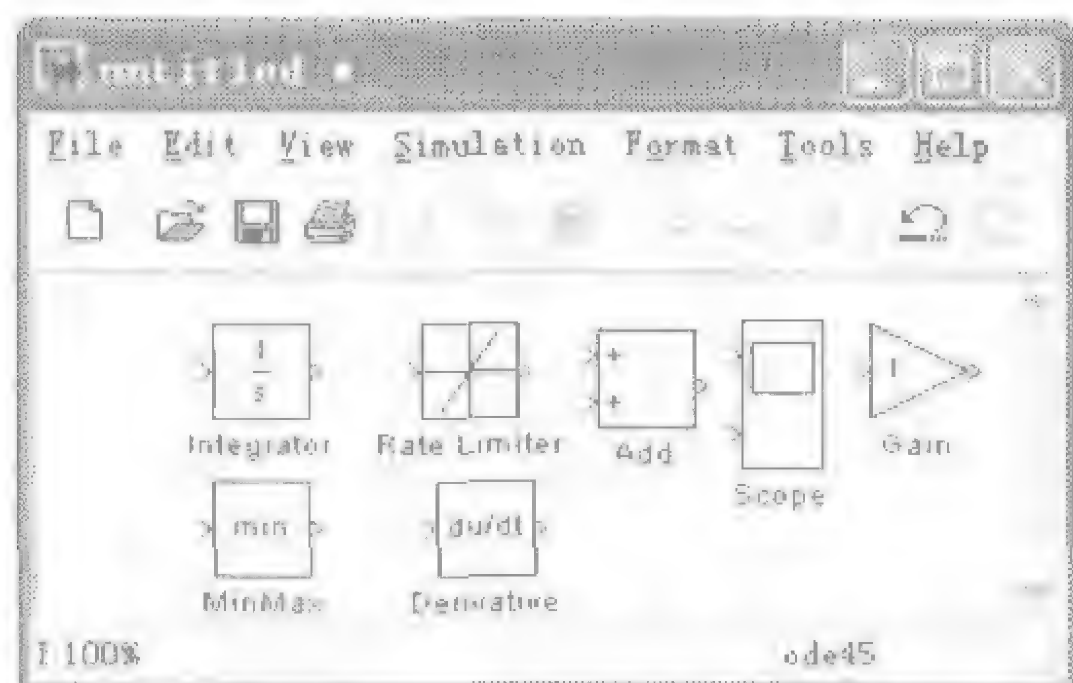 untitled *
File Edit View Simulation Format Tools Help
1
s
+
+
1
Integrator Rate Limiter Add Scope Gain
min du/dt
MinMax Derivative
100% ode45